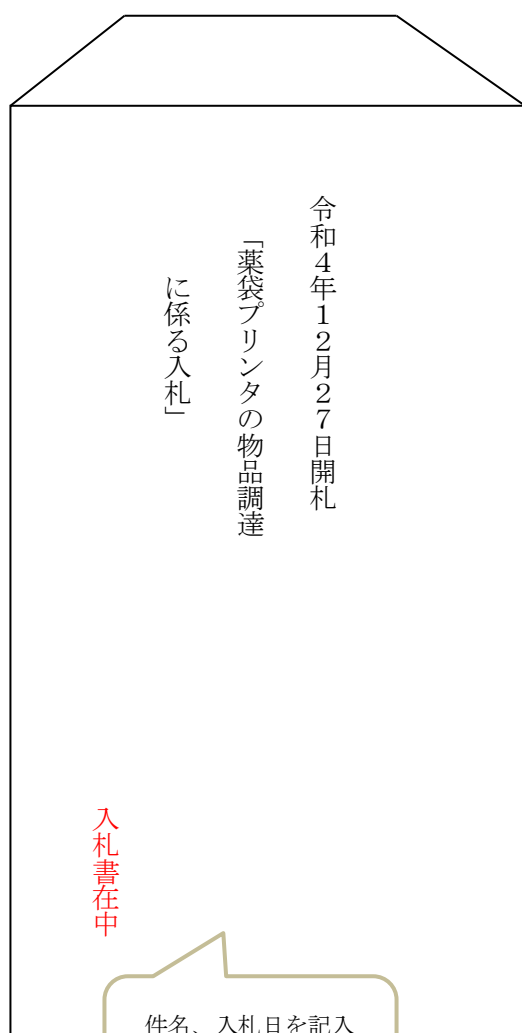 令和４年１２月２７日開札
「薬袋プリンタの物品調達
に係る入札」
入札書在中
件名、入札日を記入